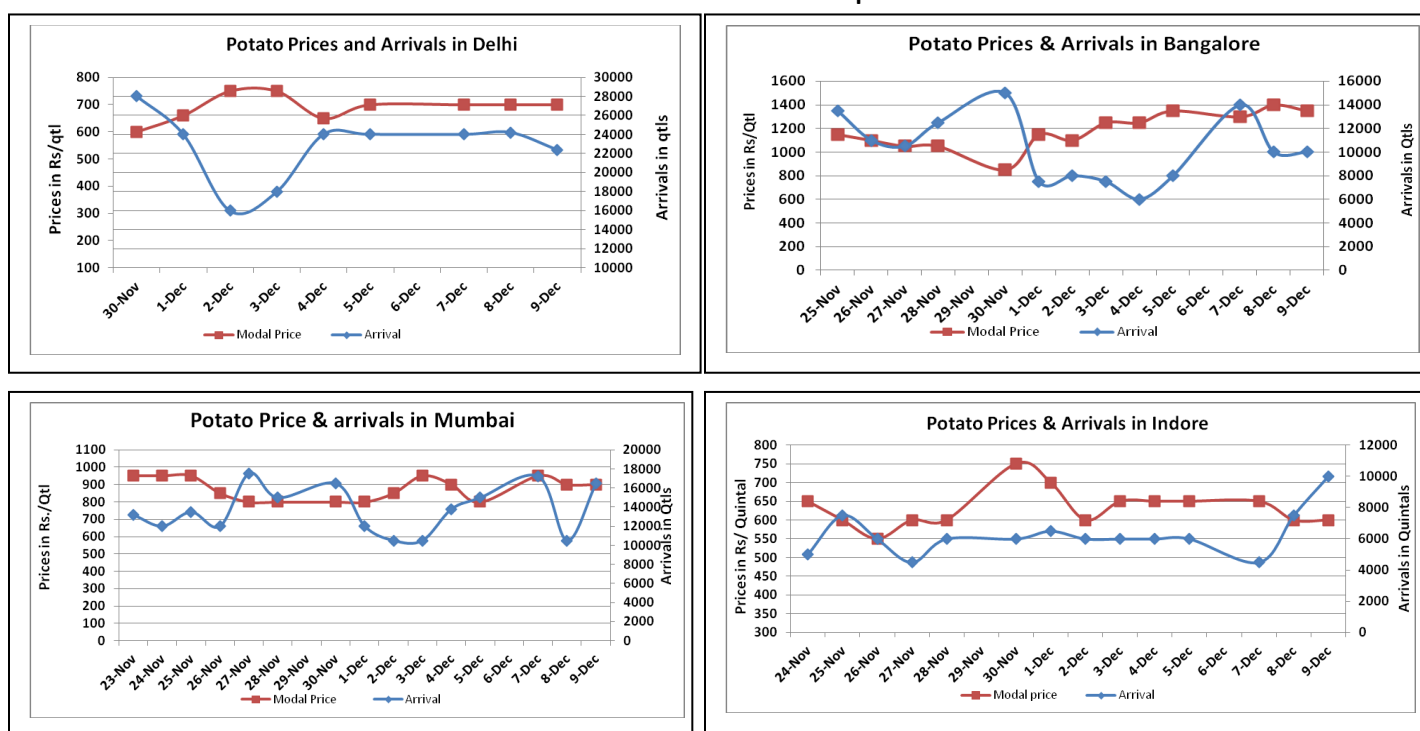 Potato Prices and Arrivals in Delhi
Prices in Rs/qtl
800
700
600
500
400
300
200
100
30000
28000
26000
24000
22000
20000
18000
16000
24000
12000
10000
Arrivals in qtls
30-Nov
1-Dec
2-Dec
3-Dec
4-Dec
5-Dec
6-Dec
7-Dec
8-Dec
9-Dec
Modal Price
Arrival
Potato Prices & Arrivals in Bangalore
Prices in Rs/Qtl
1600
1400
1200
1000
800
600
400
200
0
16000
14000
12000
10000
8000
6000
4000
2000
0
Arrivals in Qtls
25-Nov
26-Nov
27-Nov
28-Nov
29-Nov
30-Nov
1-Dec
2-Dec
3-Dec
4-Dec
5-Dec
6-Dec
7-Dec
8-Dec
9-Dec
Modal Price
Arrival
Potato Price & arrivals in Mumbai
Prices in Rs./Qtl
1100
1000
900
800
700
600
500
400
300
200
100
0
20000
18000
16000
14000
12000
10000
8000
6000
4000
2000
0
Arrivals in Qtls
23-Nov
24-Nov
25-Nov
26-Nov
27-Nov
28-Nov
29-Nov
30-Nov
1-Dec
2-Dec
3-Dec
4-Dec
5-Dec
6-Dec
7-Dec
8-Dec
9-Dec
Modal Price
Arrival
Potato Prices & Arrivals in Indore
Prices in Rs/ Quintal
800
750
700
650
600
550
500
450
400
350
300
12000
10000
8000
6000
4000
2000
0
Arrivals in Quintals
24-Nov
25-Nov
26-Nov
27-Nov
28-Nov
29-Nov
30-Nov
1-Dec
2-Dec
3-Dec
4-Dec
5-Dec
6-Dec
7-Dec
8-Dec
9-Dec
Modal price
Arrival